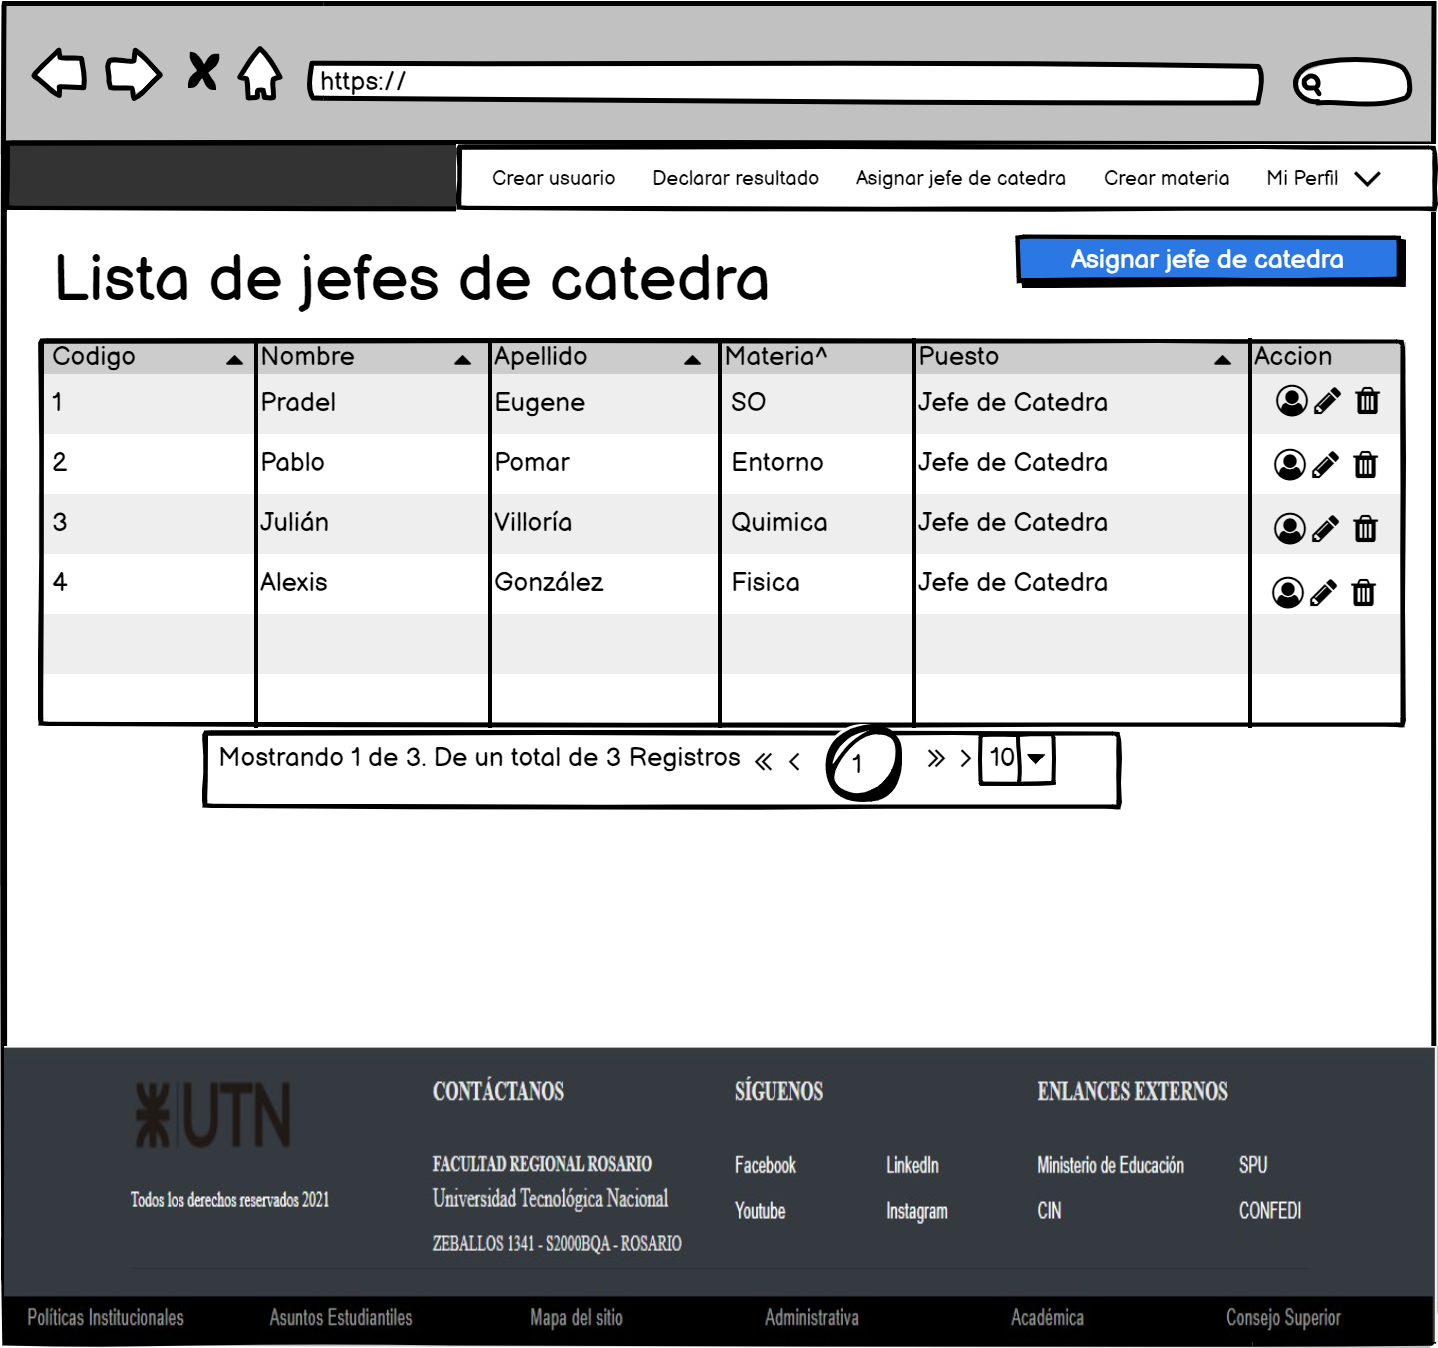 https://
Crear usuario Declarar resultado Asignar jefe de catedra Crear materia Mi Perfil
Asignar jefe de catedra
Lista de jefes de catedra
Codigo Nombre Apellido Materia^ Puesto Accion
1 Pradel Eugene SO Jefe de Catedra
2 Pablo Pomar Entorno Jefe de Catedra
3 Julián Villoría Quimica Jefe de Catedra
4 Alexis González Fisica Jefe de Catedra
Mostrando 1 de 3. De un total de 3 Registros « < 1 » > 10
UTN
Todos los derechos reservados 2021
CONTÁCTANOS
FACULTAD REGIONAL ROSARIO
Universidad Tecnológica Nacional
ZEBALLOS 1341 - S2000BQA - ROSARIO
SÍGUENOS
Facebook LinkedIn
Youtube Instagram
ENLANCES EXTERNOS
Ministerio de Educación SPU
CIN CONFEDI
Políticas Institucionales Asuntos Estudiantiles Mapa del sitio Administrativa Académica Consejo Superior